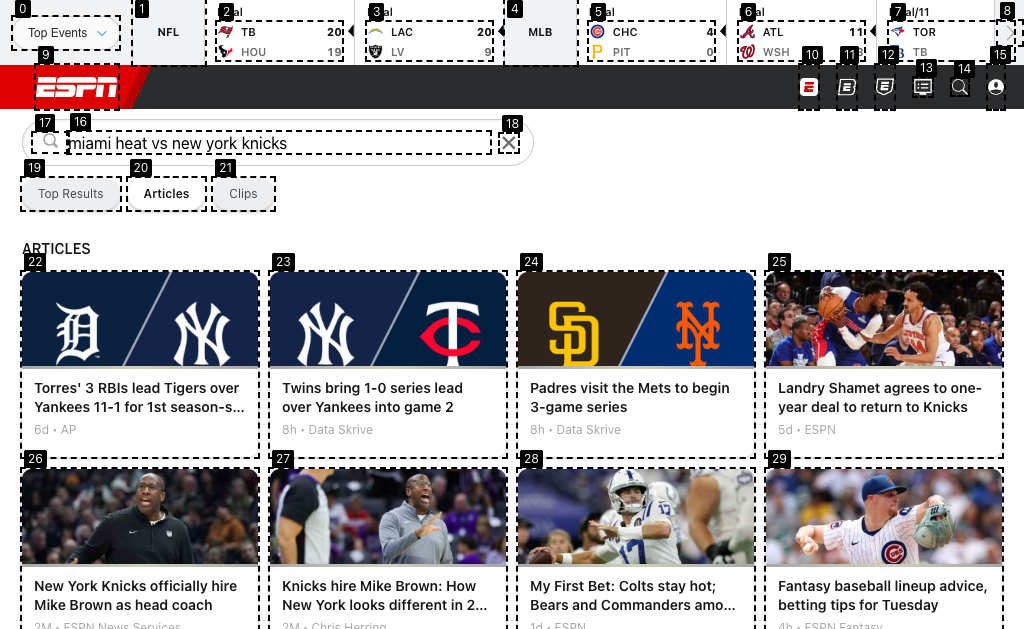 0
1
2
3
4
5
6
7
8
Top Events
NFL
TB 20
HOU 19
LAC 20
LV 9
MLB
CHC 4
PIT 0
ATL 11
WSH
al/11
TOR
TB
9
10
11
12
13
14
15
ESPN
17
16
18
miami heat vs new york knicks
19
20
21
Top Results
Articles
Clips
ARTICLES
22
23
24
25
Torres' 3 RBIs lead Tigers over
Yankees 11-1 for 1st season-s...
6d • AP
Twins bring 1-0 series lead
over Yankees into game 2
8h • Data Skrive
Padres visit the Mets to begin
3-game series
8h • Data Skrive
Landry Shamet agrees to one-
year deal to return to Knicks
5d • ESPN
26
27
28
29
New York Knicks officially hire
Mike Brown as head coach
2M • ESPN News Services
Knicks hire Mike Brown: How
New York looks different in 2...
2M • Chris Herring
My First Bet: Colts stay hot;
Bears and Commanders amo...
1d • ESPN
Fantasy baseball lineup advice,
betting tips for Tuesday
4h • ESPN Fantasy